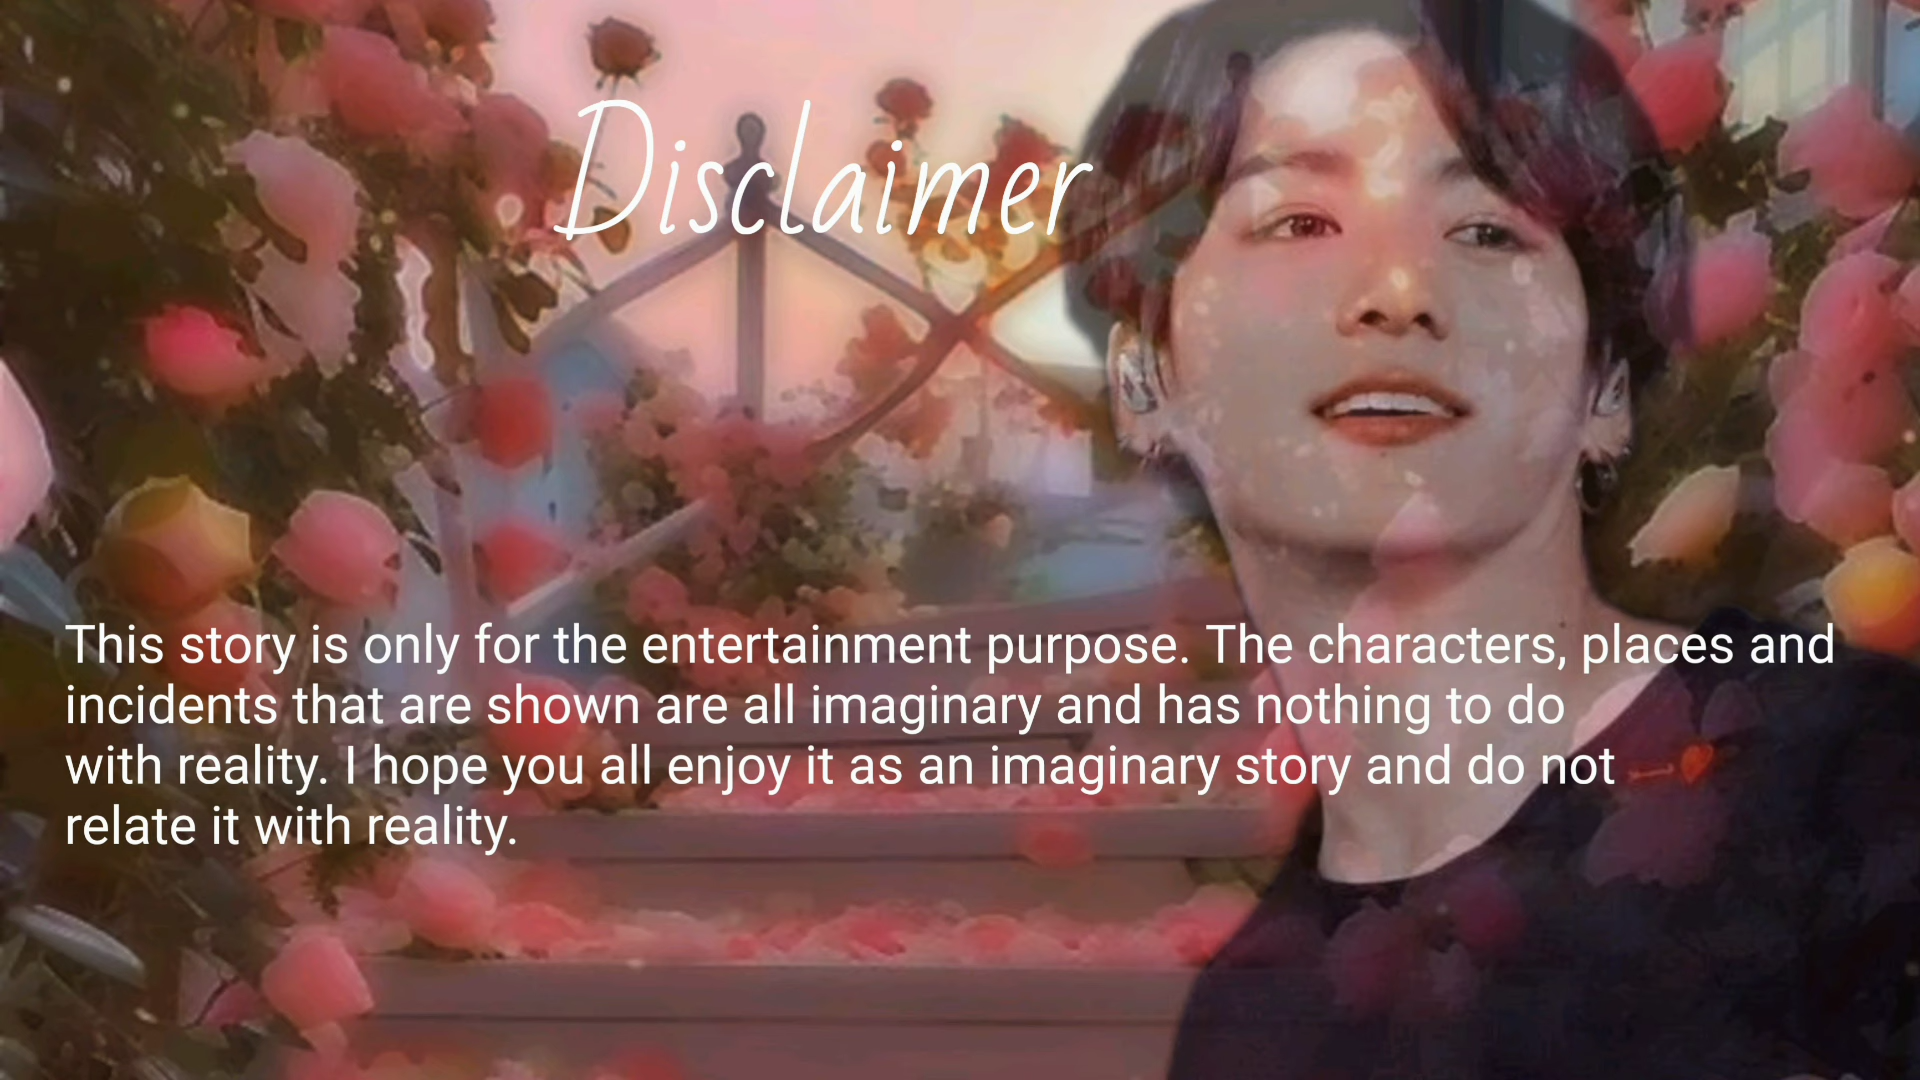 Disclaimer
This story is only for the entertainment purpose. The characters, places and
incidents that are shown are all imaginary and has nothing to do
with reality. I hope you all enjoy it as an imaginary story and do not
relate it with reality.